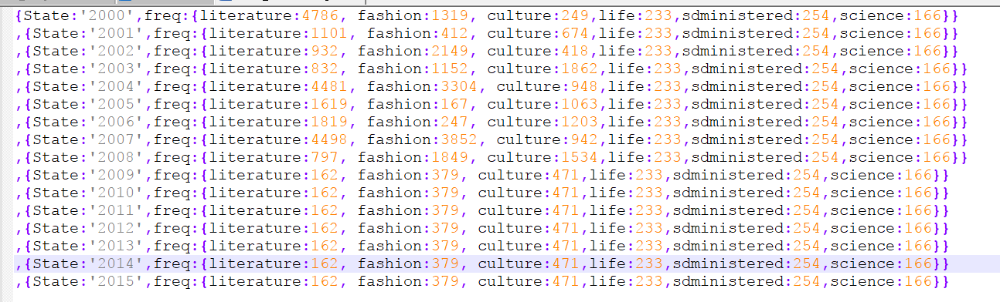 {State:'2000',freq:{literature:4786, fashion:1319, culture:249,life:233,sdministered:254,science:166}}
,{State:'2001',freq:{literature:1101, fashion:412, culture:674,life:233,sdministered:254,science:166}}
,{State:'2002',freq:{literature:932, fashion:2149, culture:418,life:233,sdministered:254,science:166}}
,{State:'2003',freq:{literature:832, fashion:1152, culture:1862,life:233,sdministered:254,science:166}}
,{State:'2004',freq:{literature:4481, fashion:3304, culture:948,life:233,sdministered:254,science:166}}
,{State:'2005',freq:{literature:1619, fashion:167, culture:1063,life:233,sdministered:254,science:166}}
,{State:'2006',freq:{literature:1819, fashion:247, culture:1203,life:233,sdministered:254,science:166}}
,{State:'2007',freq:{literature:4498, fashion:3852, culture:942,life:233,sdministered:254,science:166}}
,{State:'2008',freq:{literature:797, fashion:1849, culture:1534,life:233,sdministered:254,science:166}}
,{State:'2009',freq:{literature:162, fashion:379, culture:471,life:233,sdministered:254,science:166}}
,{State:'2010',freq:{literature:162, fashion:379, culture:471,life:233,sdministered:254,science:166}}
,{State:'2011',freq:{literature:162, fashion:379, culture:471,life:233,sdministered:254,science:166}}
,{State:'2012',freq:{literature:162, fashion:379, culture:471,life:233,sdministered:254,science:166}}
,{State:'2013',freq:{literature:162, fashion:379, culture:471,life:233,sdministered:254,science:166}}
,{State:'2014',freq:{literature:162, fashion:379, culture:471,life:233,sdministered:254,science:166}}
,{State:'2015',freq:{literature:162, fashion:379, culture:471,life:233,sdministered:254,science:166}}